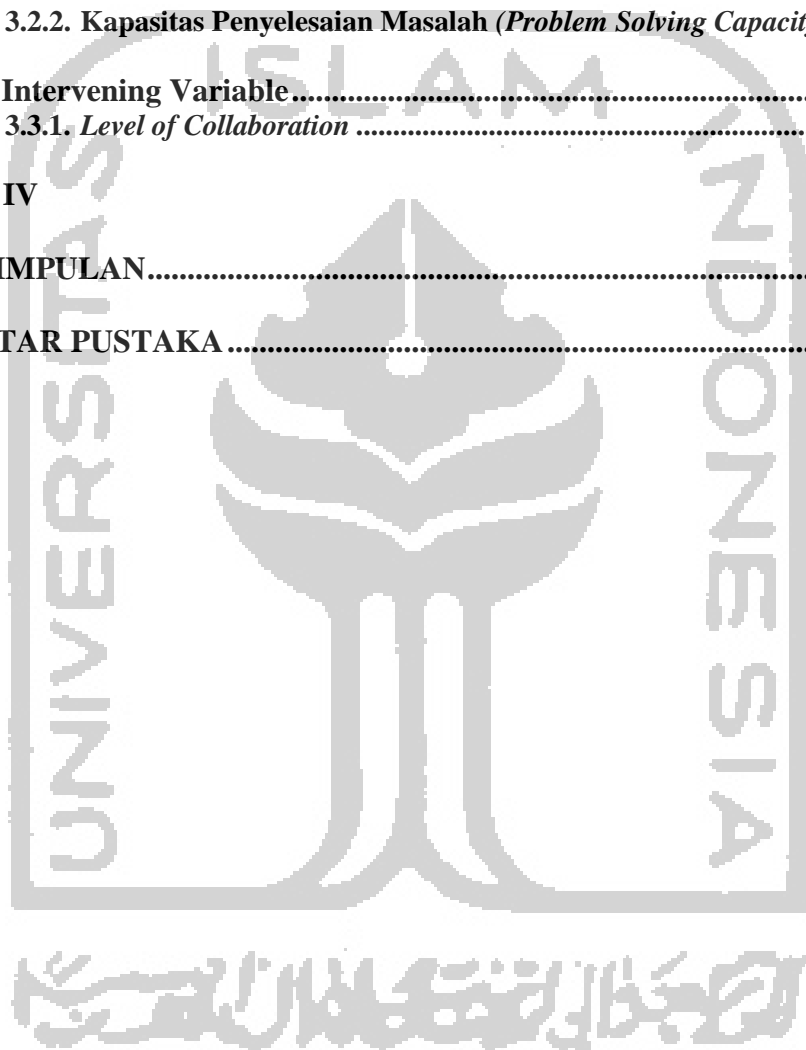 3.2.2. Kapasitas Penyelesaian Masalah (Problem Solving Capacity
Intervening Variable
3.3.1. Level of Collaboration
IV
IMPULAN
TAR PUSTAKA
UNIVERSITAS
ISLAM
INDONESIA